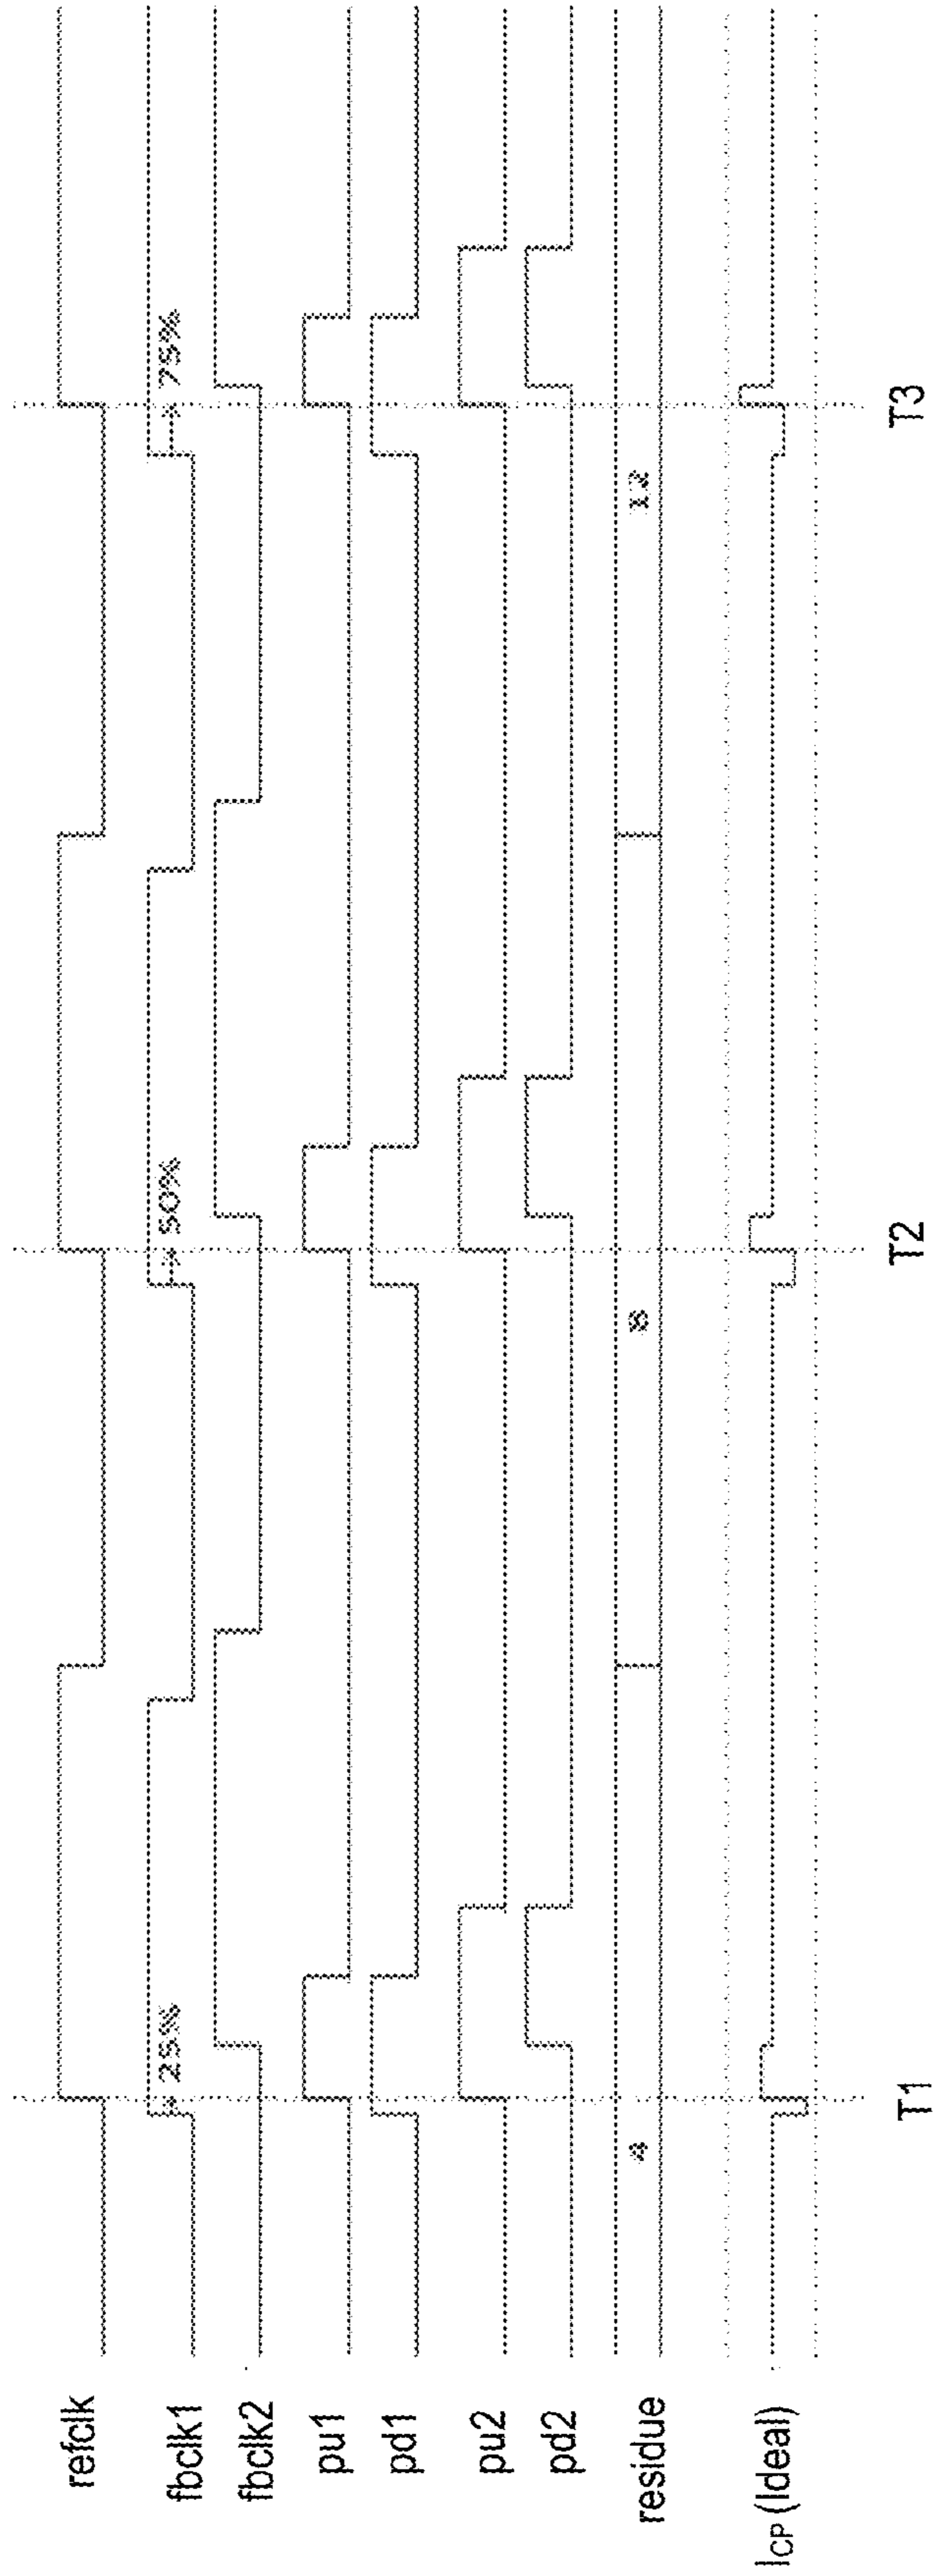 refclk
fbclk1
25%
50%
75%
fbclk2
pu1
pd1
pu2
pd2
residue
4
8
12
ICP (Ideal)
T1
T2
T3